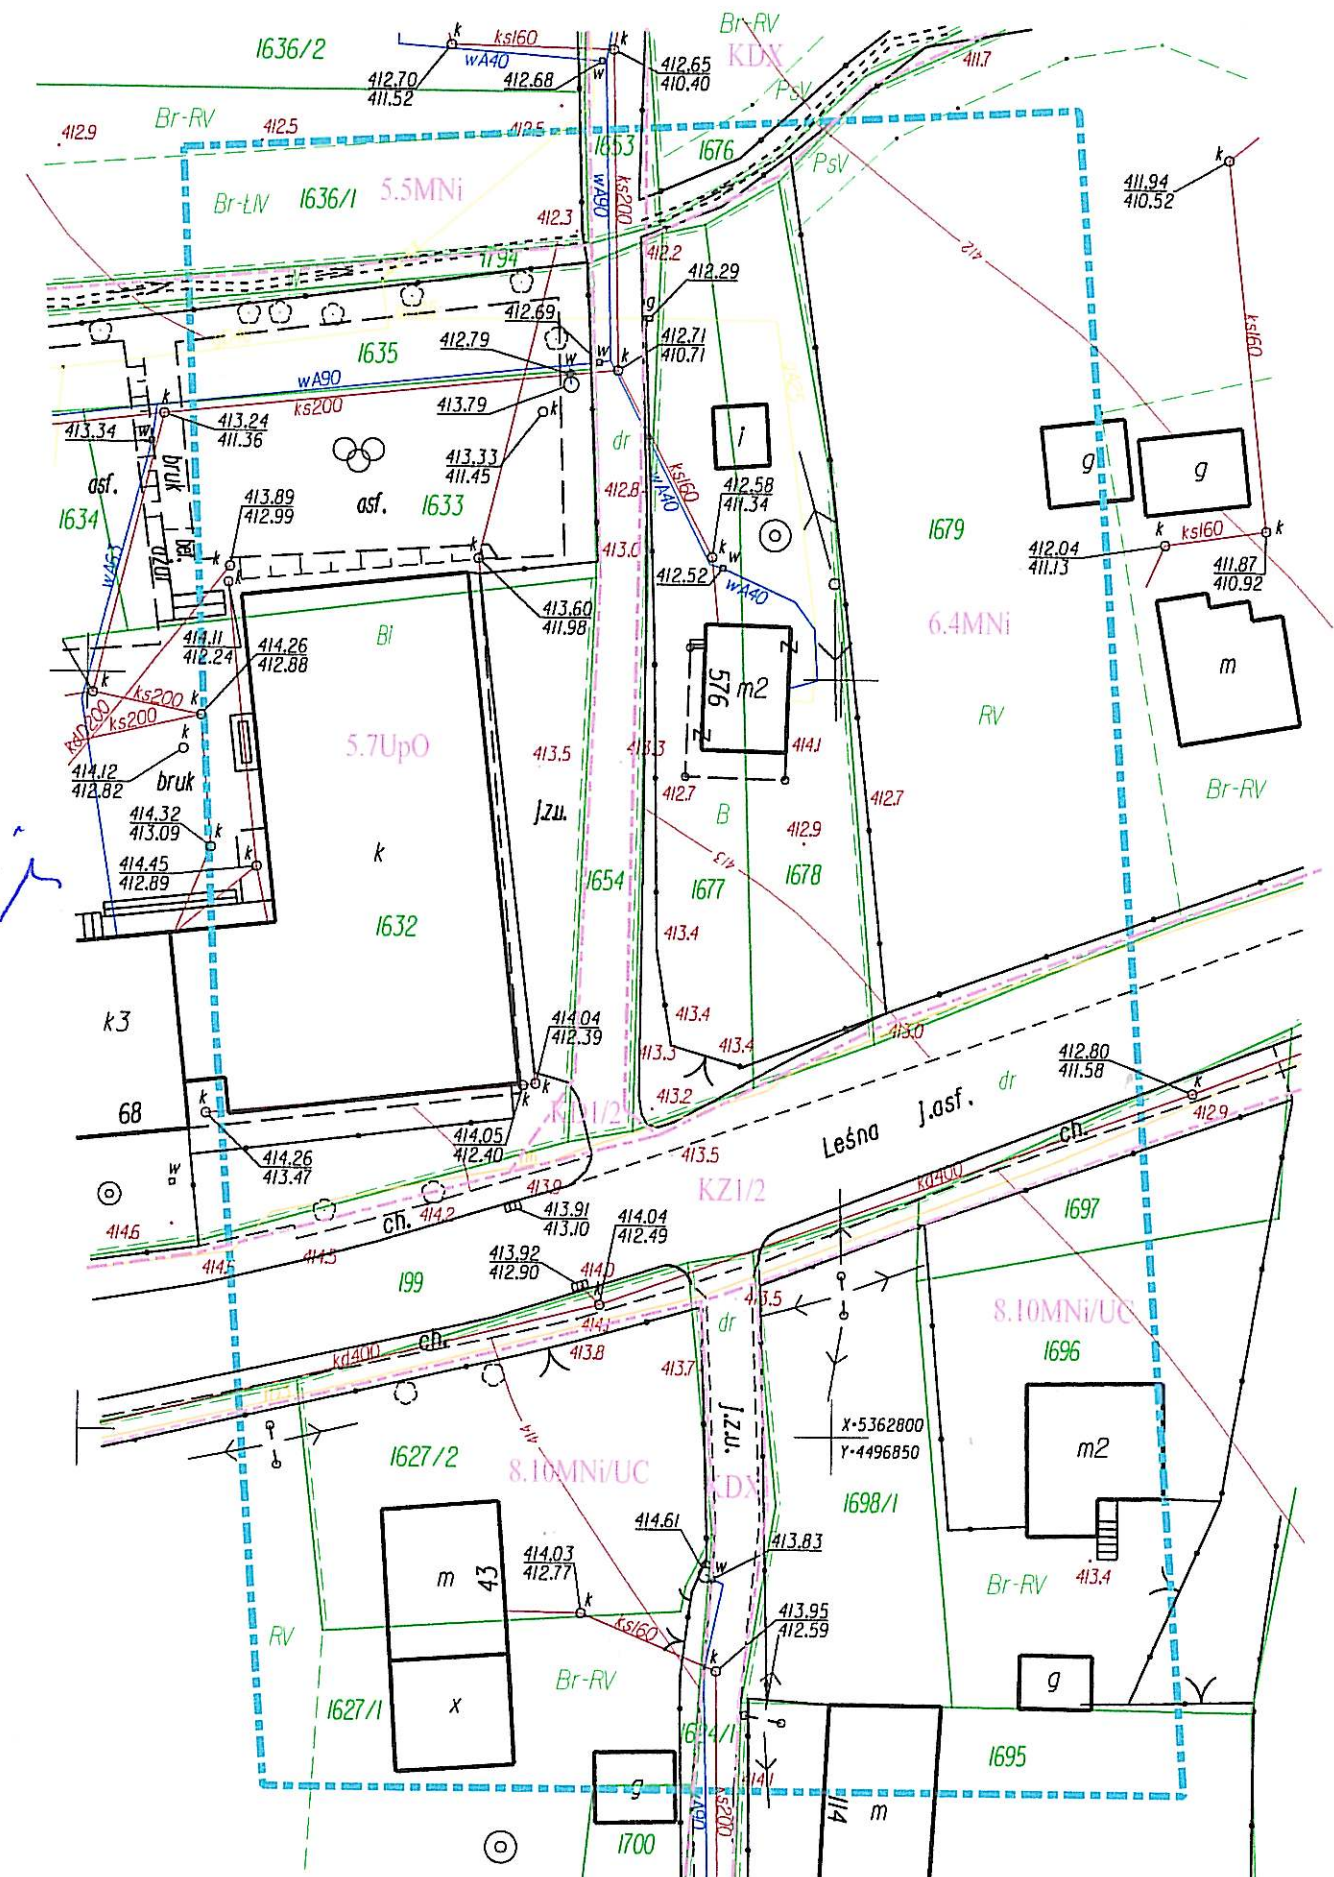 1636/2
ks160
wA40
k
k
w
412.70
411.52
412.68
412.65
410.40
Br-RV
KDX
411.7
PsV
412.9
Br-RV
412.5
412.5
1653
1676
PsV
k
411.94
410.52
Br-ŁIV
1636/1
5.5MNi
412.3
wA90
ks200
412.2
412
1794
412.29
g
412.69
412.79
w
w
k
412.71
410.71
ks160
1635
wA90
ks200
413.79
k
413.24
411.36
413.34
w
k
413.33
411.45
dr
i
g
g
asf.
bruk
1634
413.89
412.99
asf.
1633
412.8
ks160
wA40
412.58
411.34
1679
k
k
412.04
411.13
ks160
411.87
410.92
wA63
k
k
k
413.0
k
w
412.52
wA40
413.60
411.98
414.11
412.24
Bi
414.26
412.88
6.4MNi
m
k
ks200
k
ks200
kdn200
k
576
m2
RV
414.12
412.82
bruk
5.7UpO
413.5
413.3
414.1
412.7
412.7
Br-RV
414.32
413.09
k
j.z.u.
B
412.9
414.45
412.89
k
k
413
1654
1677
1678
1632
413.4
k3
414.04
412.39
413.4
413.3
413.4
413.0
68
k
k
k
KD1/2
413.2
412.80
411.58
k
dr
412.9
Leśna
j.asf.
ch.
w
414.26
413.47
414.05
412.40
413.5
413.9
KZ1/2
kd400
414.6
ch.
414.2
413.91
413.10
414.04
412.49
1697
414.5
413.92
412.90
414.0
k
199
413.5
8.10MNi/UC
ch.
414.1
413.8
dr
1696
kd400
413.7
j.z.u.
X=5362800
Y=4496850
m2
1627/2
8.10MNi/UC
414
KDX
1698/1
414.61
w
413.83
414.03
412.77
m
43
Br-RV
413.4
k
ks160
413.95
412.59
RV
k
Br-RV
g
1627/1
x
1695
g
414.1
wA90
ks200
114
m
1700